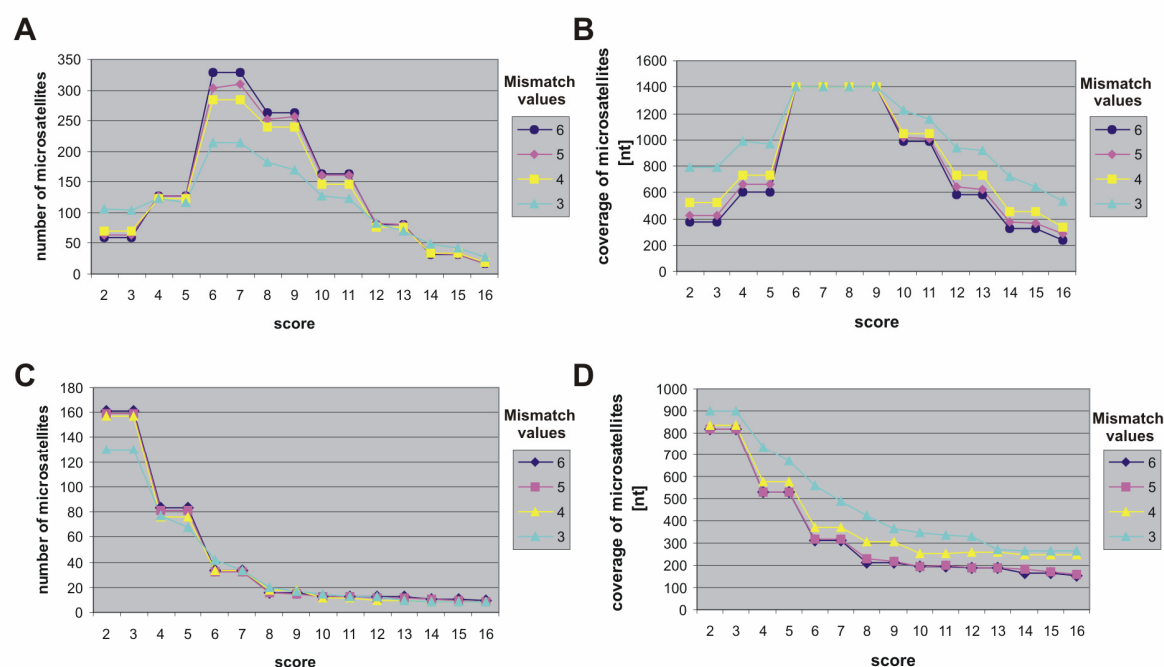 A
number of microsatellites
350
300
250
200
150
100
50
0
2 3 4 5 6 7 8 9 10 11 12 13 14 15 16
score
Mismatch
values
6
5
4
3
B
coverage of microsatellites
[nt]
1600
1400
1200
1000
800
600
400
200
0
2 3 4 5 6 7 8 9 10 11 12 13 14 15 16
score
Mismatch
values
6
5
4
3
C
number of microsatellites
180
160
140
120
100
80
60
40
20
0
2 3 4 5 6 7 8 9 10 11 12 13 14 15 16
score
Mismatch
values
6
5
4
3
D
coverage of microsatellites
[nt]
1000
900
800
700
600
500
400
300
200
100
0
2 3 4 5 6 7 8 9 10 11 12 13 14 15 16
score
Mismatch
values
6
5
4
3